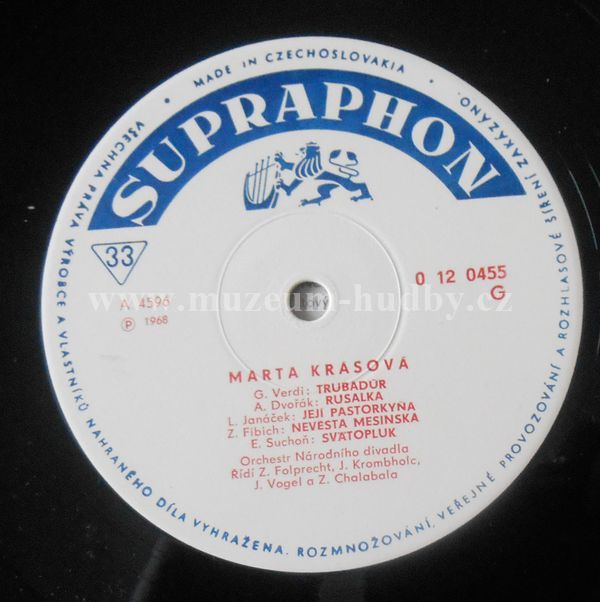 MADE IN CZECHOSLOVAKIA
SUPRAPHON
33
A 4596
℗ 1968
0 12 0455
G
www.muzeum-hudby.cz
MARTA KRÁSOVÁ
G. Verdi: TRUBADÚR
A. Dvořák: RUSALKA
L. Janáček: JEJÍ PASTORKYŇA
Z. Fibich: NEVĚSTA MESINSKÁ
E. Suchoň: SVÄTOPLUK
Orchestr Národního divadla
Řídí Z. Folprecht, J. Krombholc,
J. Vogel a Z. Chalabala
VŠECHNA PRÁVA VÝROBCE A VLASTNÍKŮ NAHRANÉHO DÍLA VYHRAŽENA. ROZMNOŽOVÁNÍ, VEŘEJNÉ PROVOZOVÁNÍ A ROZHLASOVÉ ŠÍŘENÍ ZAKÁZÁNO.